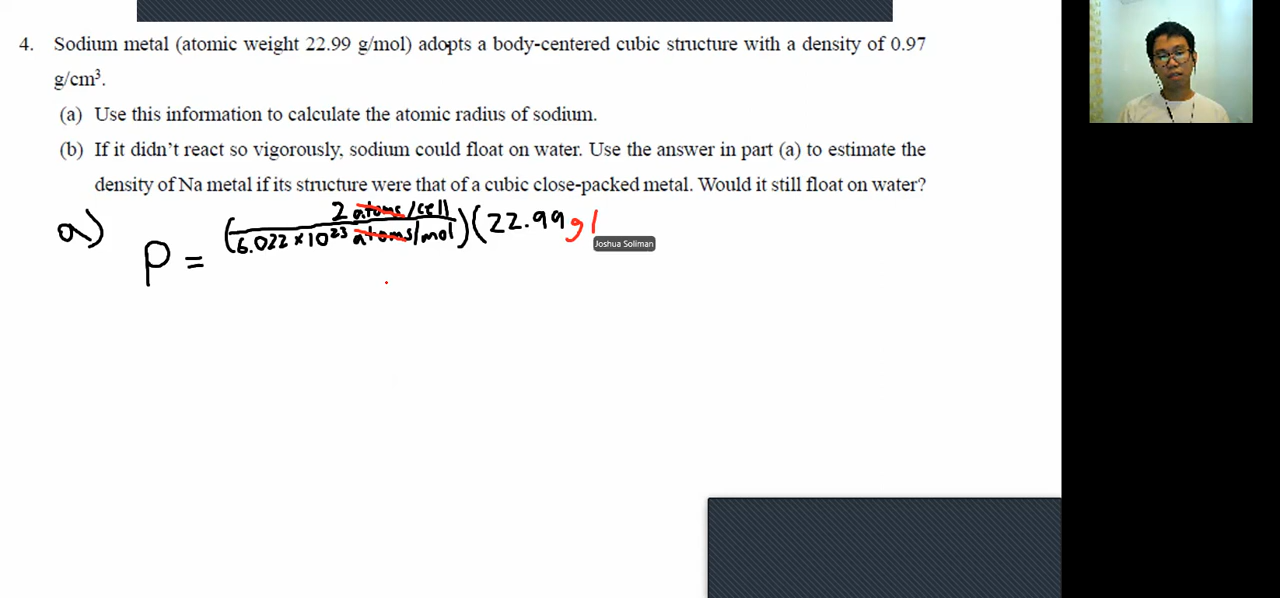 4. Sodium metal (atomic weight 22.99 g/mol) adopts a body-centered cubic structure with a density of 0.97
g/cm³.
(a) Use this information to calculate the atomic radius of sodium.
(b) If it didn't react so vigorously, sodium could float on water. Use the answer in part (a) to estimate the
density of Na metal if its structure were that of a cubic close-packed metal. Would it still float on water?
a) ρ = (2 atoms/cell / 6.022 × 10²³ atoms/mol)(22.99 g/
Joshua Soliman